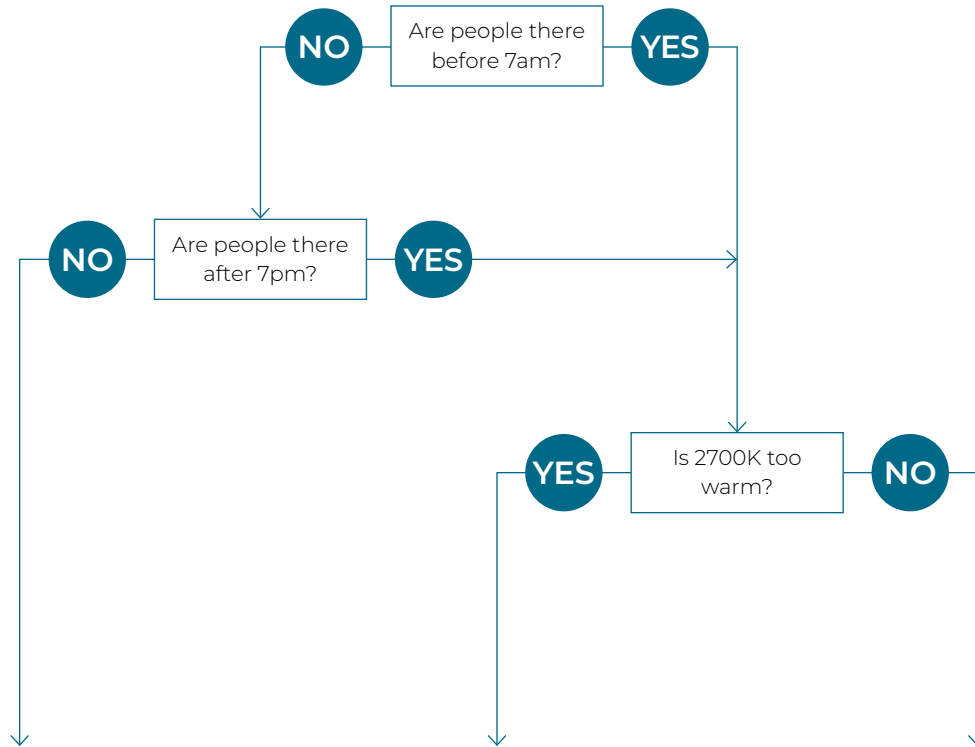 NO
Are people there
before 7am?
YES
NO
Are people there
after 7pm?
YES
YES
Is 2700K too
warm?
NO